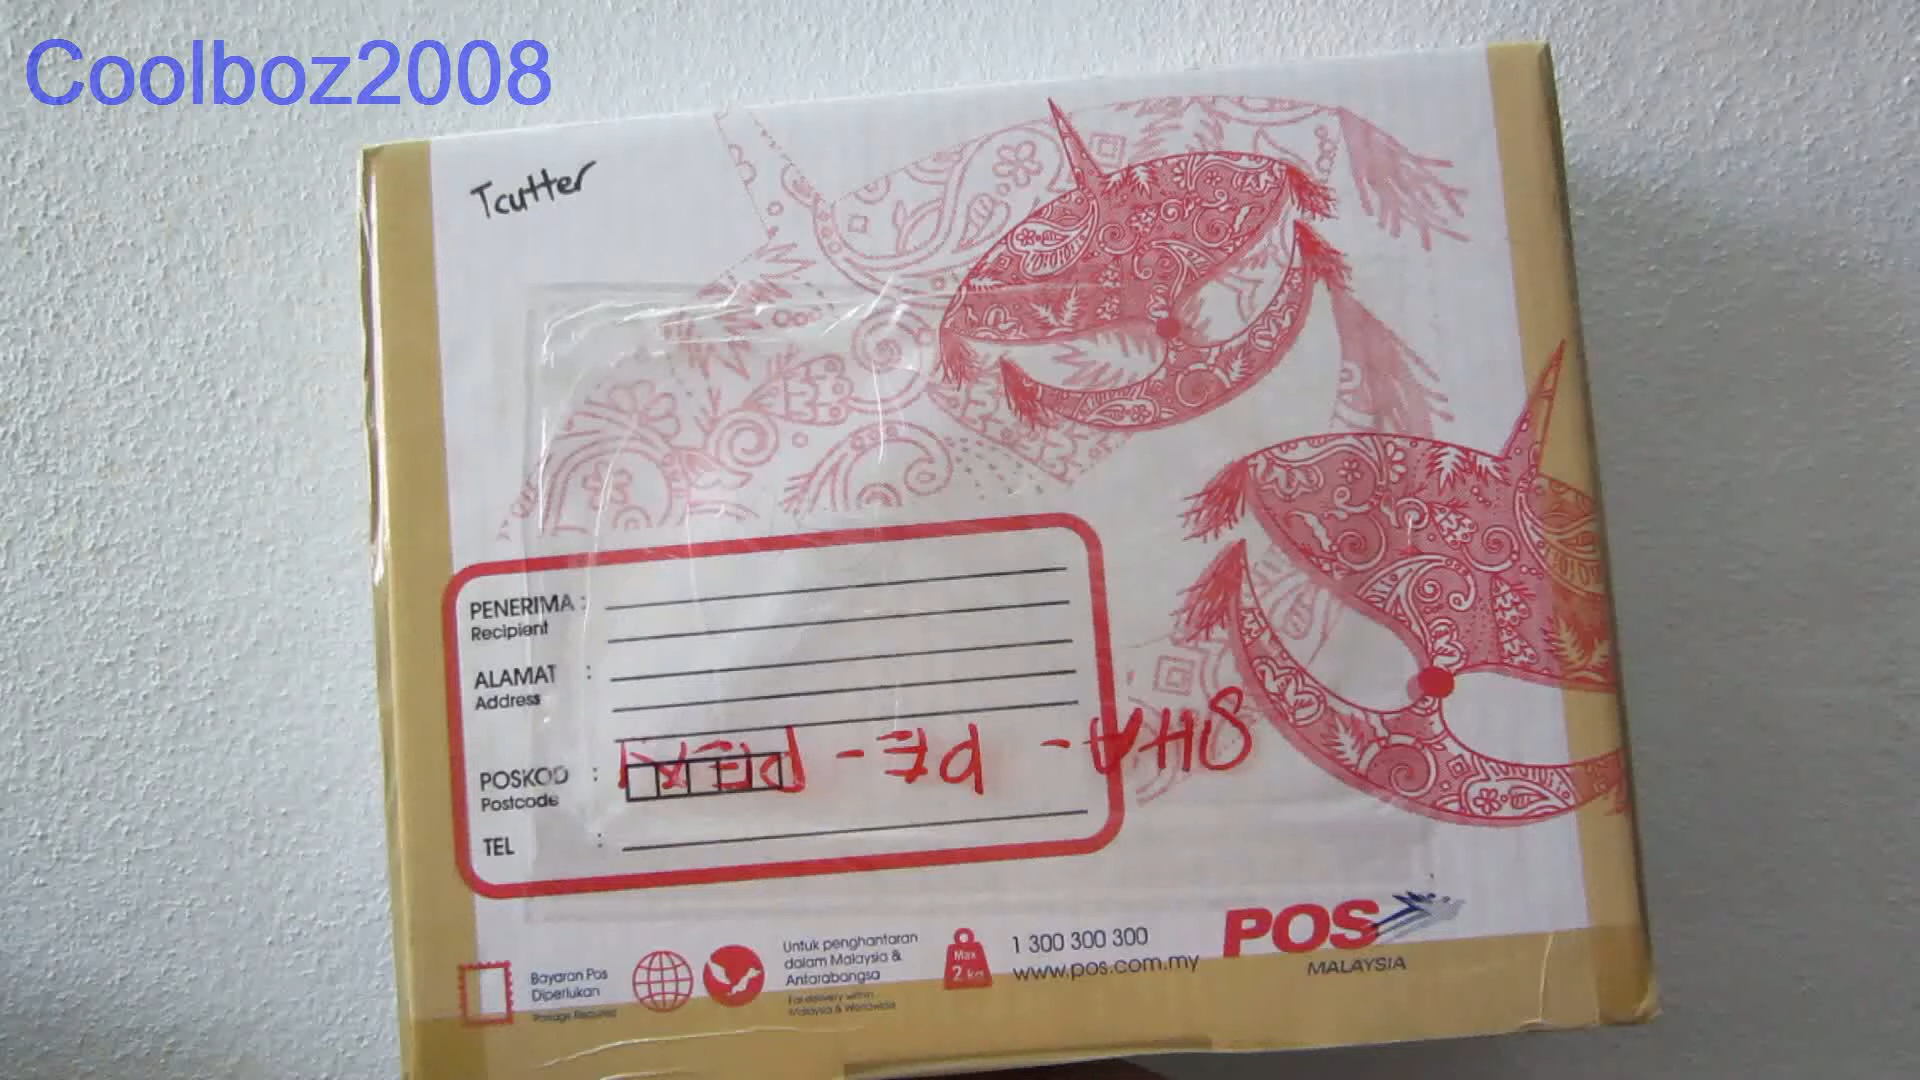 Coolboz2008
Tcutter
PENERIMA :
Recipient
ALAMAT :
Address
POSKOD :
Postcode
TEL :
Bayaran Pos
Diperlukan
Postage Required
Untuk penghantaran
dalam Malaysia &
Antarabangsa
For delivery within
Malaysia & Worldwide
Max
2 kg
1 300 300 300
www.pos.com.my
POS
MALAYSIA